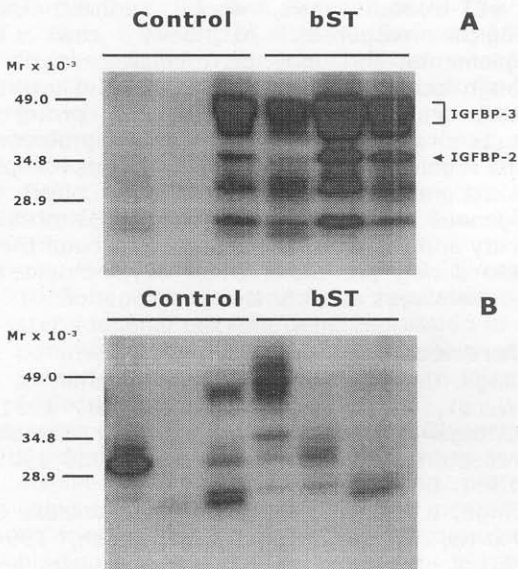 Control bST A
Mr x 10⁻³
49.0
IGFBP-3
34.8
IGFBP-2
28.9
Control bST B
Mr x 10⁻³
49.0
34.8
28.9